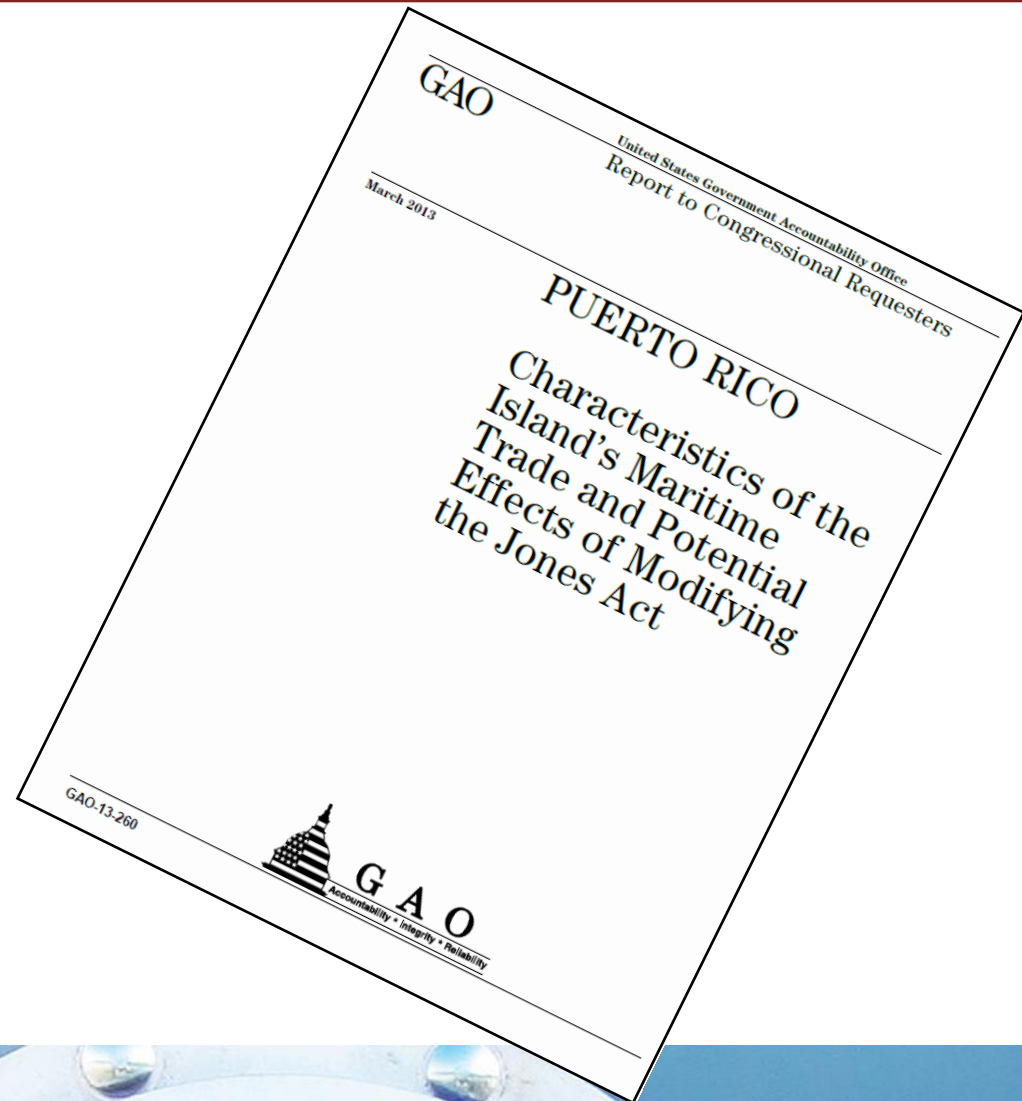 GAO
United States Government Accountability Office
Report to Congressional Requesters
March 2013
PUERTO RICO
Characteristics of the
Island's Maritime
Trade and Potential
Effects of Modifying
the Jones Act
GAO-13-260
G A O
Accountability * Integrity * Reliability